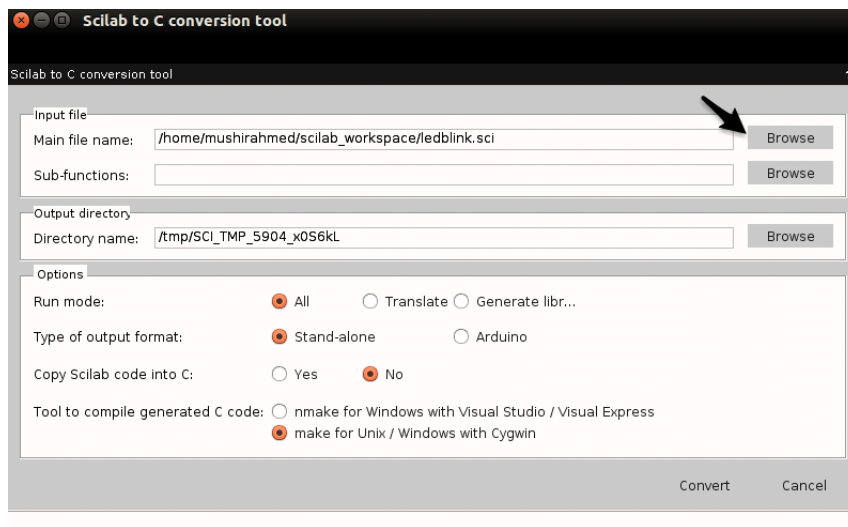 Scilab to C conversion tool
Scilab to C conversion tool
Input file
Main file name: /home/mushirahmed/scilab_workspace/ledblink.sci Browse
Sub-functions: Browse
Output directory
Directory name: /tmp/SCI_TMP_5904_x0S6kL Browse
Options
Run mode: All Translate Generate libr...
Type of output format: Stand-alone Arduino
Copy Scilab code into C: Yes No
Tool to compile generated C code: nmake for Windows with Visual Studio / Visual Express
make for Unix / Windows with Cygwin
Convert Cancel